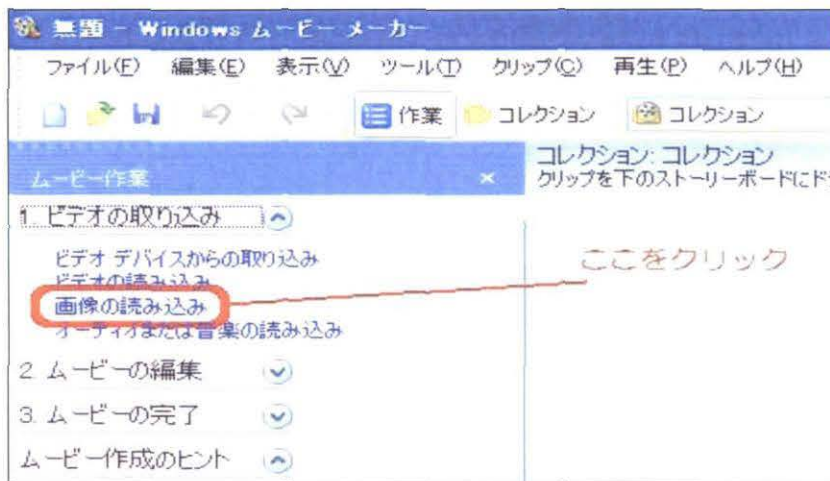 無題 - Windows ムービー メーカー
ファイル(F) 編集(E) 表示(V) ツール(T) クリップ(C) 再生(P) ヘルプ(H)
作業 コレクション コレクション
ムービー作業 ×
コレクション: コレクション
クリップを下のストーリーボードにド
1. ビデオの取り込み
ビデオ デバイスからの取り込み
ビデオの読み込み
画像の読み込み
ここをクリック
オーディオまたは音楽の読み込み
2. ムービーの編集
3. ムービーの完了
ムービー作成のヒント